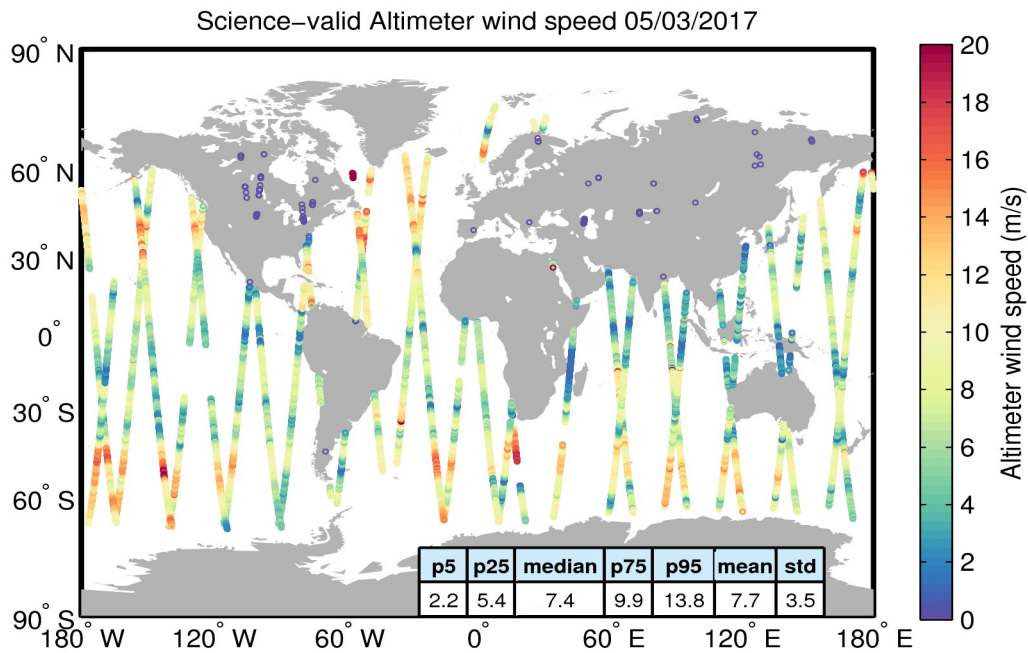 Science−valid Altimeter wind speed 05/03/2017
90° N
60° N
30° N
0°
30° S
60° S
90° S
180° W
120° W
60° W
0°
60° E
120° E
180° E
p5 p25 median p75 p95 mean std
2.2 5.4 7.4 9.9 13.8 7.7 3.5
20
18
16
14
12
10
8
6
4
2
0
Altimeter wind speed (m/s)